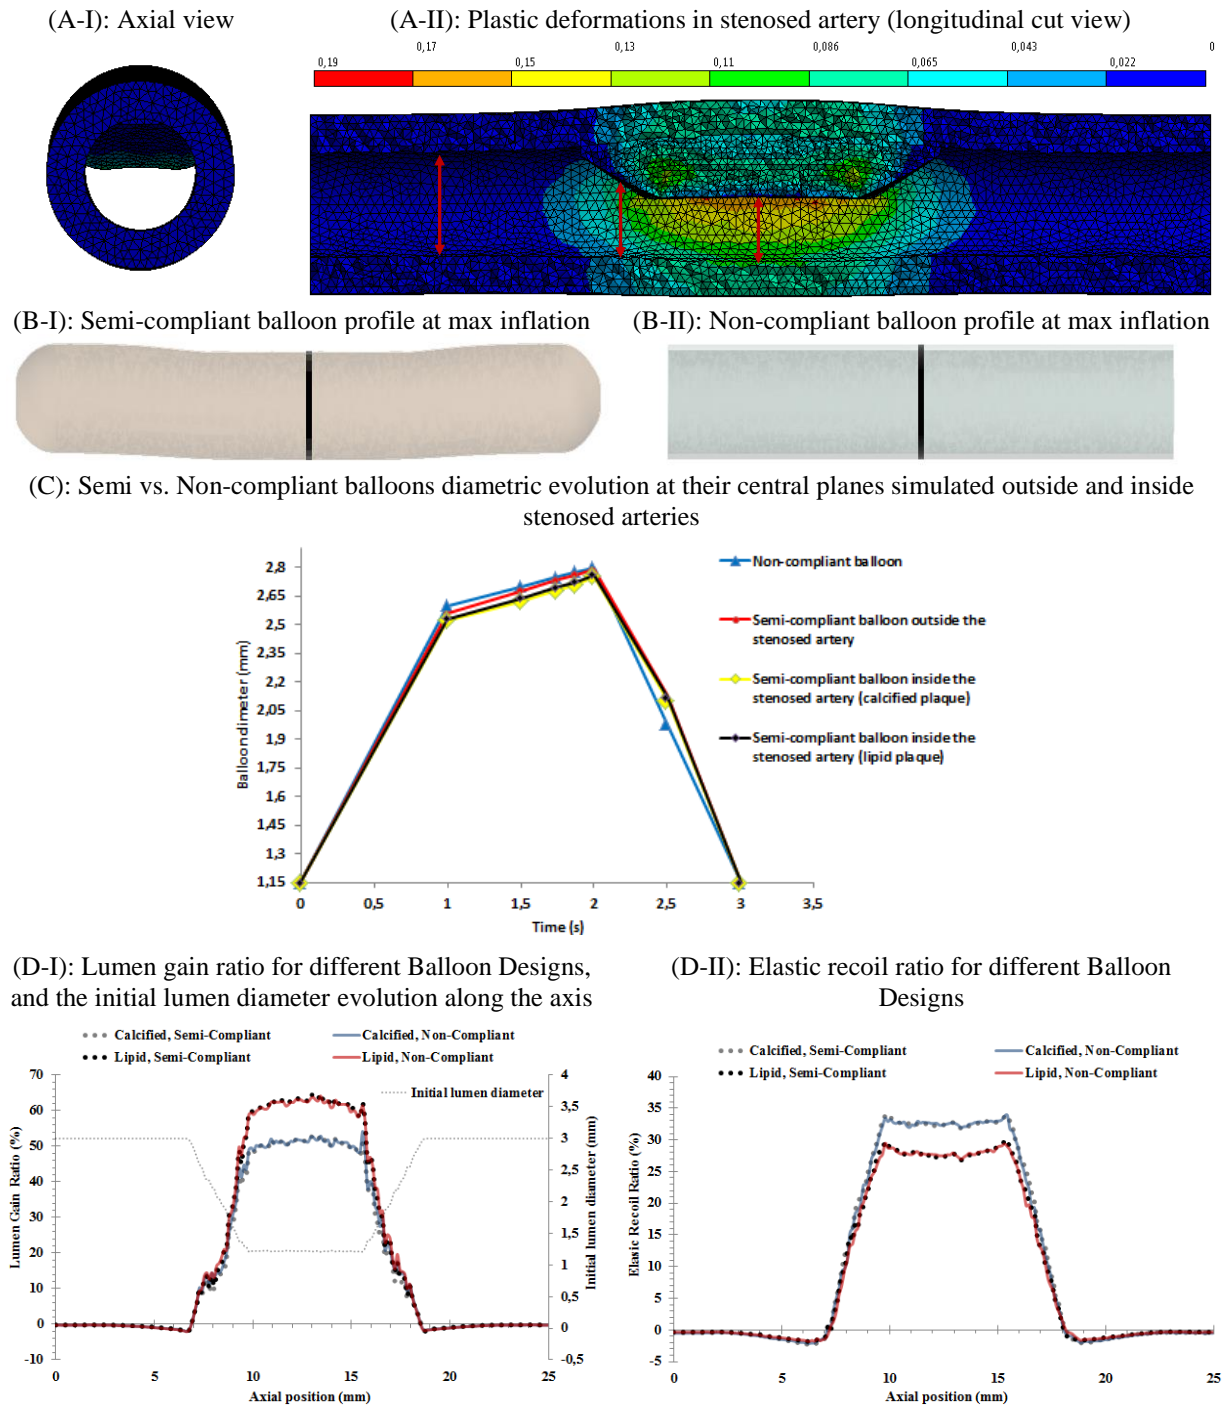 (A-I): Axial view
(A-II): Plastic deformations in stenosed artery (longitudinal cut view)
0,19 0,17 0,15 0,13 0,11 0,086 0,065 0,043 0,022 0
(B-I): Semi-compliant balloon profile at max inflation
(B-II): Non-compliant balloon profile at max inflation
(C): Semi vs. Non-compliant balloons diametric evolution at their central planes simulated outside and inside
stenosed arteries
Balloon dimeter (mm)
2,8
2,65
2,5
2,35
2,2
2,05
1,9
1,75
1,6
1,45
1,3
1,15
0 0,5 1 1,5 2 2,5 3 3,5
Time (s)
Non-compliant balloon
Semi-compliant balloon outside the
stenosed artery
Semi-compliant balloon inside the
stenosed artery (calcified plaque)
Semi-compliant balloon inside the
stenosed artery (lipid plaque)
(D-I): Lumen gain ratio for different Balloon Designs,
and the initial lumen diameter evolution along the axis
Calcified, Semi-Compliant Calcified, Non-Compliant
Lipid, Semi-Compliant Lipid, Non-Compliant
Initial lumen diameter
Lumen Gain Ratio (%)
70
60
50
40
30
20
10
0
-10
0 5 10 15 20 25
Axial position (mm)
4
3,5
3
2,5
2
1,5
1
0,5
0
-0,5
Initial lumen diameter (mm)
(D-II): Elastic recoil ratio for different Balloon
Designs
Calcified, Semi-Compliant Calcified, Non-Compliant
Lipid, Semi-Compliant Lipid, Non-Compliant
Elasic Recoil Ratio (%)
40
35
30
25
20
15
10
5
0
-5
0 5 10 15 20 25
Axial position (mm)